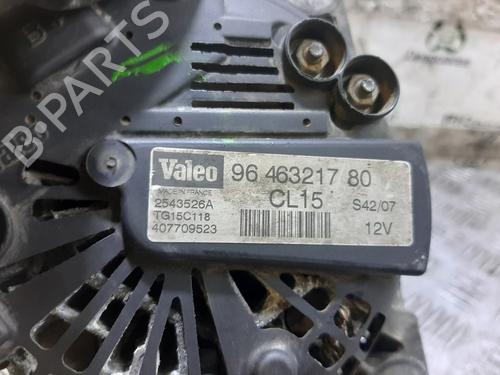 Valeo 96 463217 80
MADE IN FRANCE CL15 S42/07
2543526A
TG15C118 12V
407709523
B-PARTS